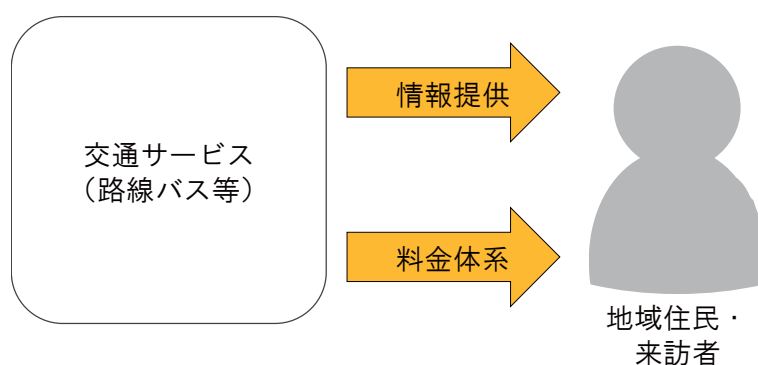 交通サービス
（路線バス等）
情報提供
料金体系
地域住民・
来訪者